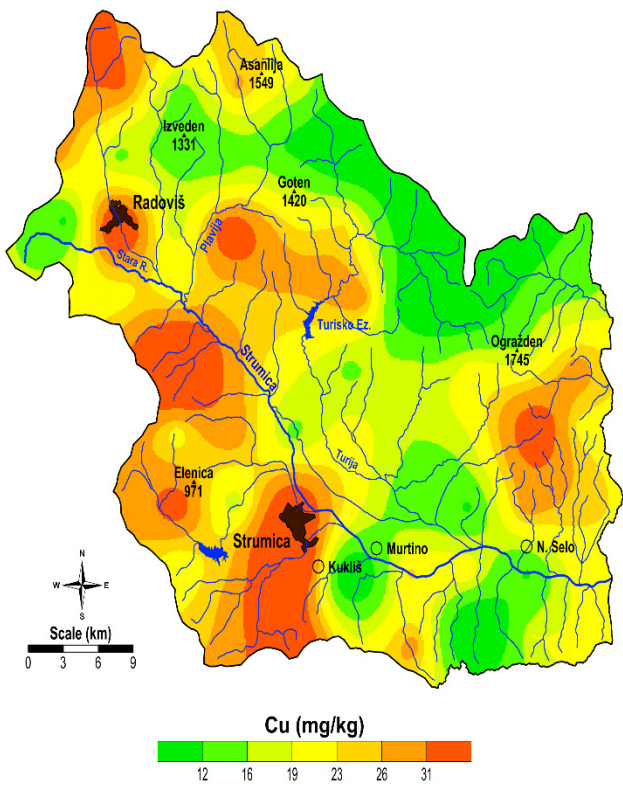 Asanlija
1549
Izveden
1331
Goten
1420
Radoviš
Plavija
Stara R.
Turisko Ez.
Ogražden
1745
Strumica
Turija
Elenica
971
Strumica
Murtino
N. Selo
Kukliš
N
W
E
S
Scale (km)
0 3 6 9
Cu (mg/kg)
12 16 19 23 26 31